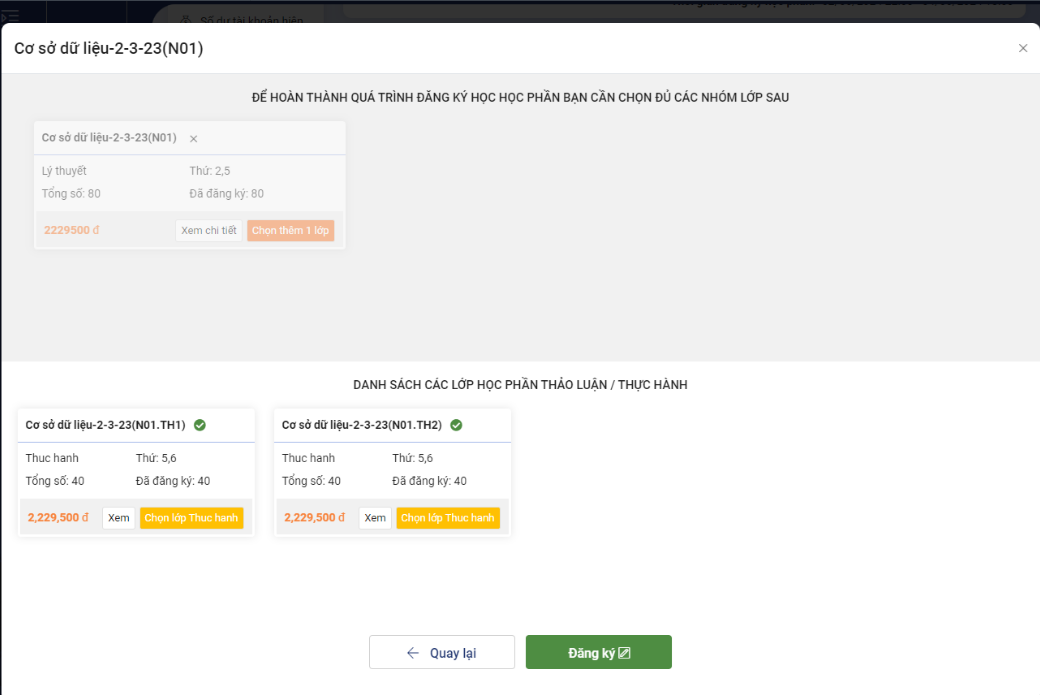 Số dư tài khoản hiện
Cơ sở dữ liệu-2-3-23(N01) ×
ĐỂ HOÀN THÀNH QUÁ TRÌNH ĐĂNG KÝ HỌC HỌC PHẦN BẠN CẦN CHỌN ĐỦ CÁC NHÓM LỚP SAU
Cơ sở dữ liệu-2-3-23(N01) ×
Lý thuyết Thứ: 2,5
Tổng số: 80 Đã đăng ký: 80
2229500 đ Xem chi tiết Chọn thêm 1 lớp
DANH SÁCH CÁC LỚP HỌC PHẦN THẢO LUẬN / THỰC HÀNH
Cơ sở dữ liệu-2-3-23(N01.TH1)
Thuc hanh Thứ: 5,6
Tổng số: 40 Đã đăng ký: 40
2,229,500 đ Xem Chọn lớp Thuc hanh
Cơ sở dữ liệu-2-3-23(N01.TH2)
Thuc hanh Thứ: 5,6
Tổng số: 40 Đã đăng ký: 40
2,229,500 đ Xem Chọn lớp Thuc hanh
← Quay lại Đăng ký